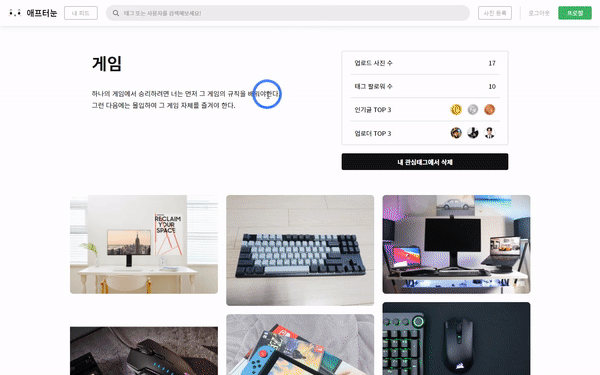 애프터눈
내 피드
태그 또는 사용자를 검색해보세요!
사진 등록
로그아웃
프로필
게임
하나의 게임에서 승리하려면 너는 먼저 그 게임의 규칙을 배워야한다.
그런 다음에는 몰입하여 그 게임 자체를 즐겨야 한다.
업로드 사진 수 17
태그 팔로워 수 10
인기글 TOP 3
업로더 TOP 3
내 관심태그에서 삭제
RECLAIM
YOUR
SPACE